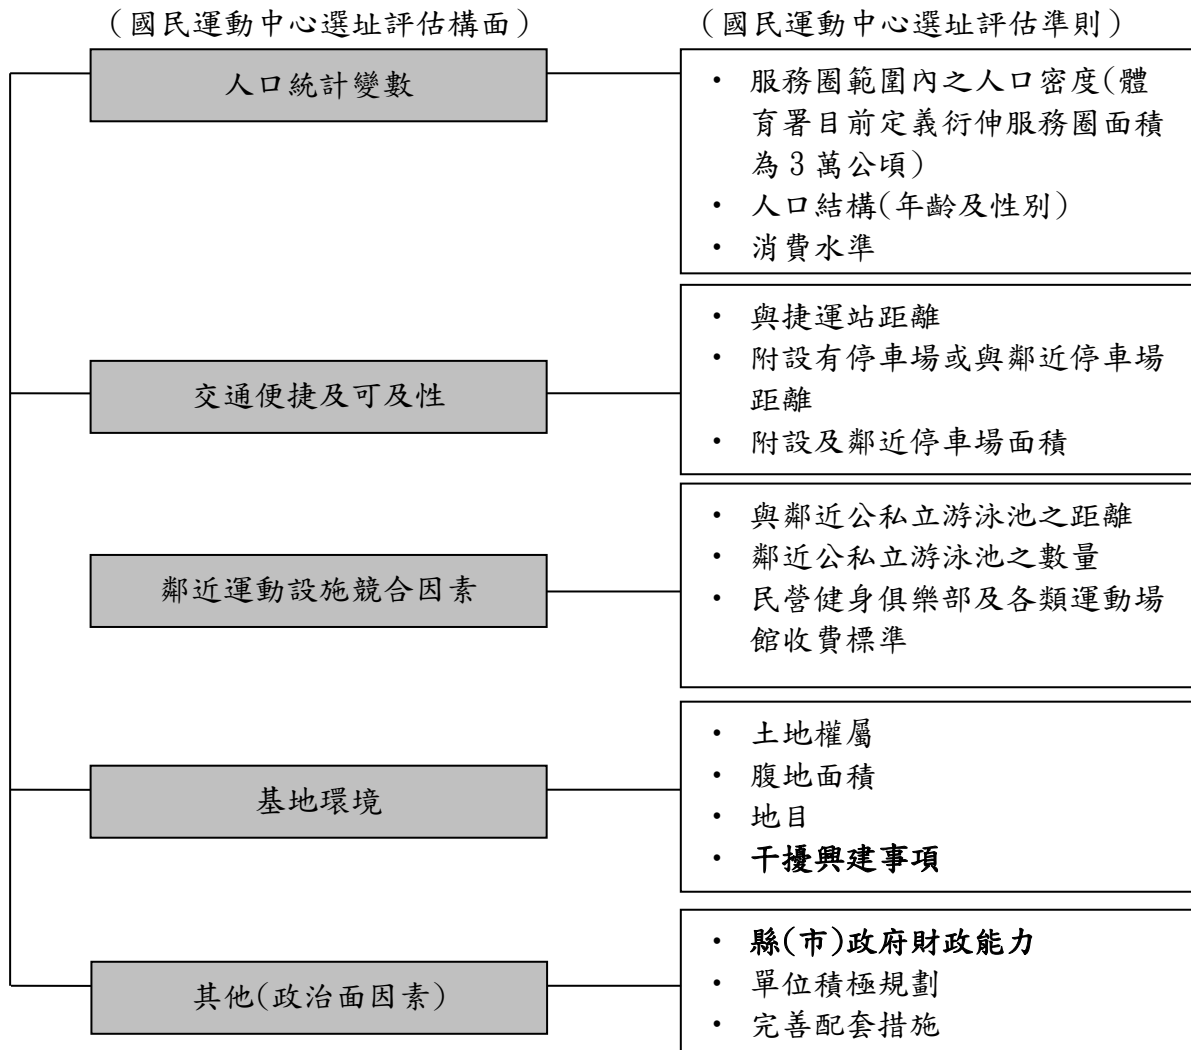 （國民運動中心選址評估構面）
（國民運動中心選址評估準則）
人口統計變數
• 服務圈範圍內之人口密度(體
育署目前定義衍伸服務圈面積
為 3 萬公頃)
• 人口結構(年齡及性別)
• 消費水準
交通便捷及可及性
• 與捷運站距離
• 附設有停車場或與鄰近停車場
距離
• 附設及鄰近停車場面積
鄰近運動設施競合因素
• 與鄰近公私立游泳池之距離
• 鄰近公私立游泳池之數量
• 民營健身俱樂部及各類運動場
館收費標準
基地環境
• 土地權屬
• 腹地面積
• 地目
• 干擾興建事項
其他(政治面因素)
• 縣(市)政府財政能力
• 單位積極規劃
• 完善配套措施